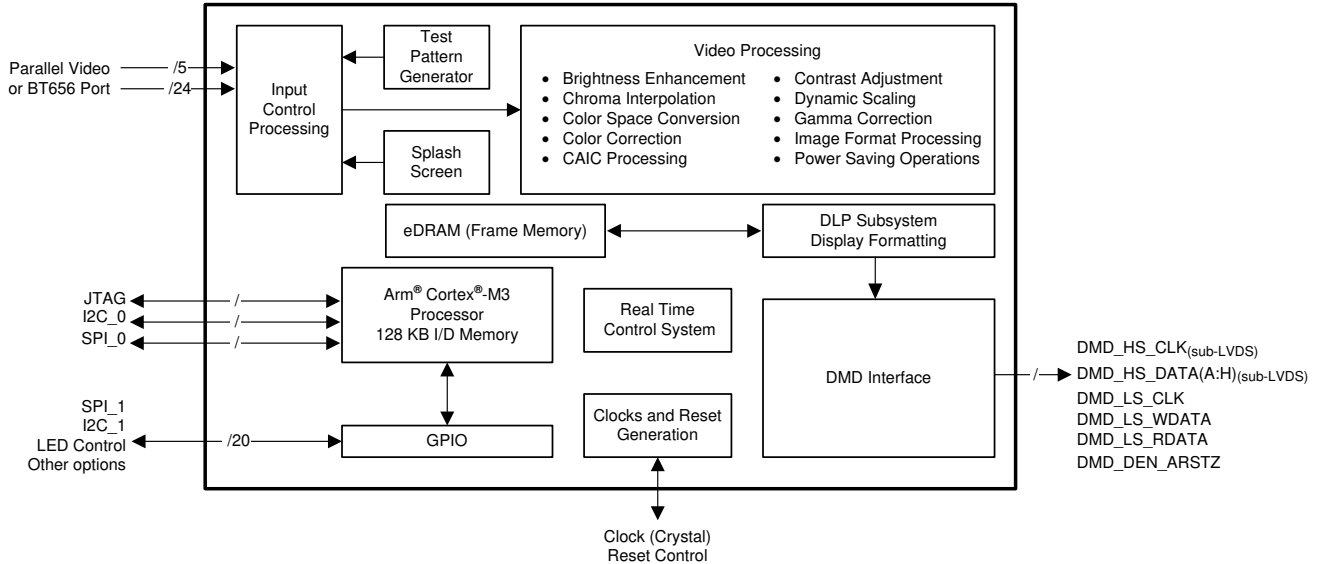 Parallel Video
or BT656 Port
/5
/24
Input
Control
Processing
Test
Pattern
Generator
Splash
Screen
Video Processing
• Brightness Enhancement
• Chroma Interpolation
• Color Space Conversion
• Color Correction
• CAIC Processing
• Contrast Adjustment
• Dynamic Scaling
• Gamma Correction
• Image Format Processing
• Power Saving Operations
eDRAM (Frame Memory)
DLP Subsystem
Display Formatting
JTAG
/
I2C_0
/
SPI_0
/
Arm® Cortex®-M3
Processor
128 KB I/D Memory
Real Time
Control System
DMD Interface
/
DMD_HS_CLK(sub-LVDS)
DMD_HS_DATA(A:H)(sub-LVDS)
DMD_LS_CLK
DMD_LS_WDATA
DMD_LS_RDATA
DMD_DEN_ARSTZ
SPI_1
I2C_1
LED Control
Other options
/20
GPIO
Clocks and Reset
Generation
Clock (Crystal)
Reset Control